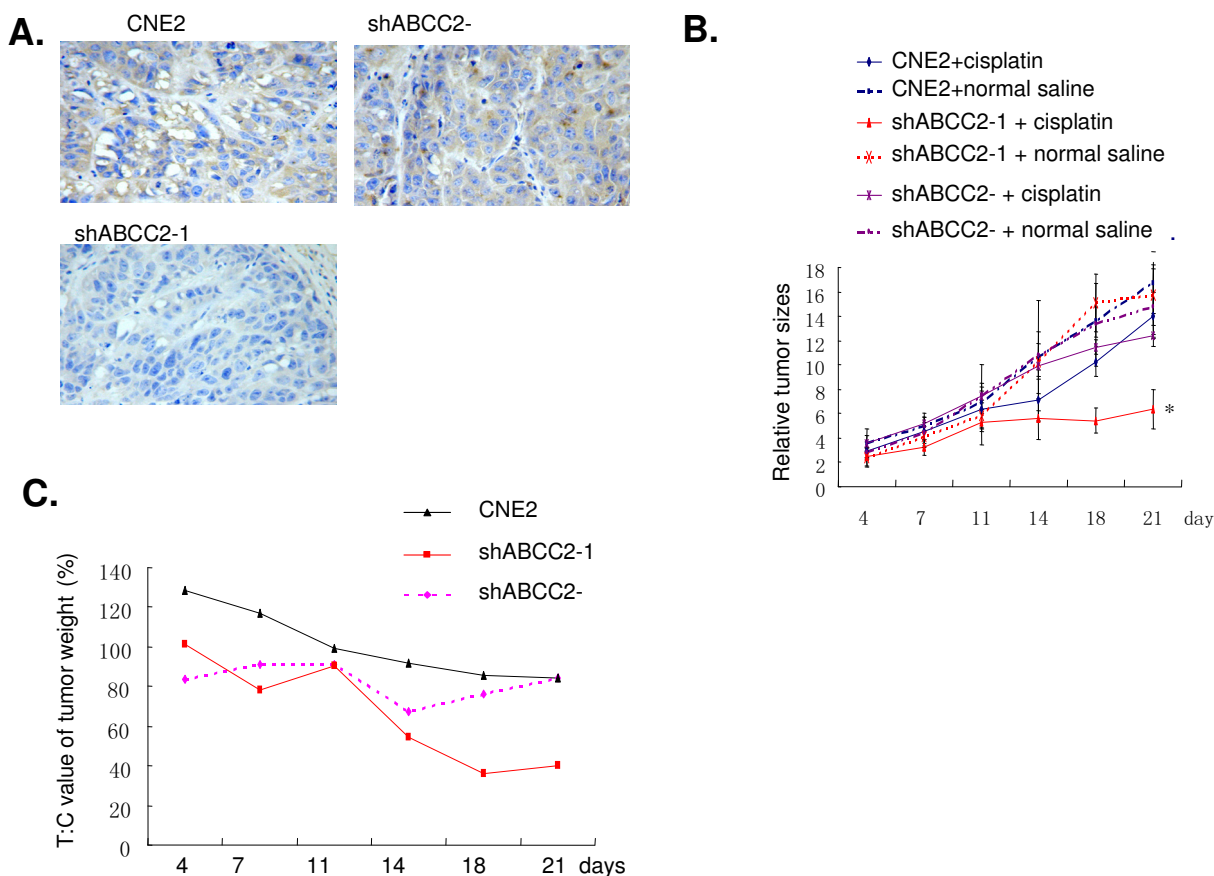 A.
CNE2
shABCC2-
shABCC2-1
B.
CNE2+cisplatin
CNE2+normal saline
shABCC2-1 + cisplatin
shABCC2-1 + normal saline
shABCC2- + cisplatin
shABCC2- + normal saline
Relative tumor sizes
18
16
14
12
10
8
6
4
2
0
*
4 7 11 14 18 21 day
C.
CNE2
shABCC2-1
shABCC2-
T:C value of tumor weight (%)
140
120
100
80
60
40
20
0
4 7 11 14 18 21 days